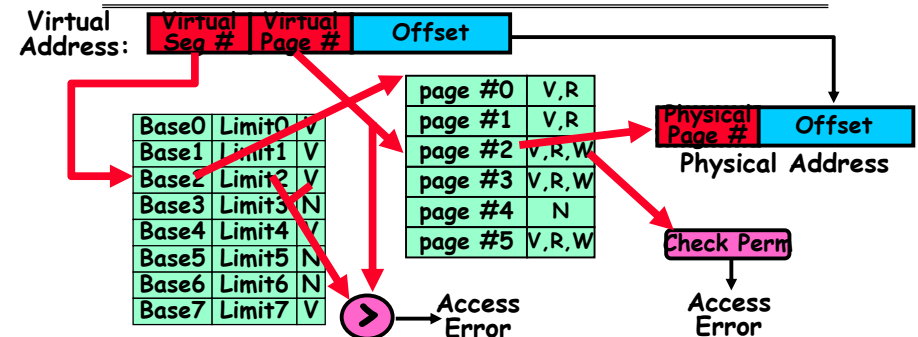 Virtual Address:
Virtual Seg #
Virtual Page #
Offset
Base0 Limit0 V
Base1 Limit1 V
Base2 Limit2 V
Base3 Limit3 N
Base4 Limit4 V
Base5 Limit5 N
Base6 Limit6 N
Base7 Limit7 V
page #0 V,R
page #1 V,R
page #2 V,R,W
page #3 V,R,W
page #4 N
page #5 V,R,W
Physical Page #
Offset
Physical Address
Check Perm
Access Error
>
Access Error